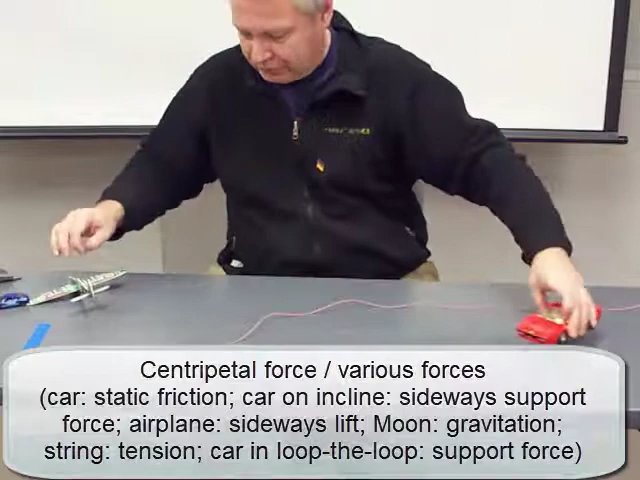 Centripetal force / various forces
(car: static friction; car on incline: sideways support
force; airplane: sideways lift; Moon: gravitation;
string: tension; car in loop-the-loop: support force)